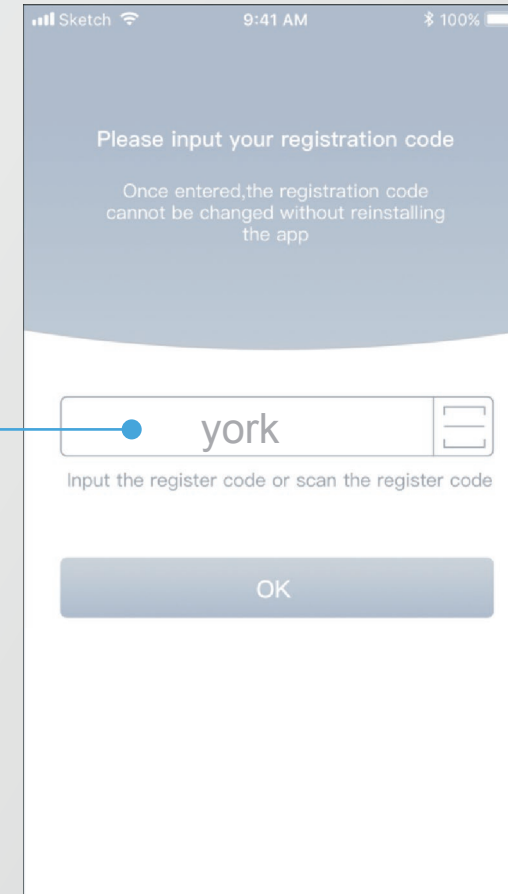 Sketch 9:41 AM 100%
Please input your registration code
Once entered,the registration code
cannot be changed without reinstalling
the app
york
Input the register code or scan the register code
OK